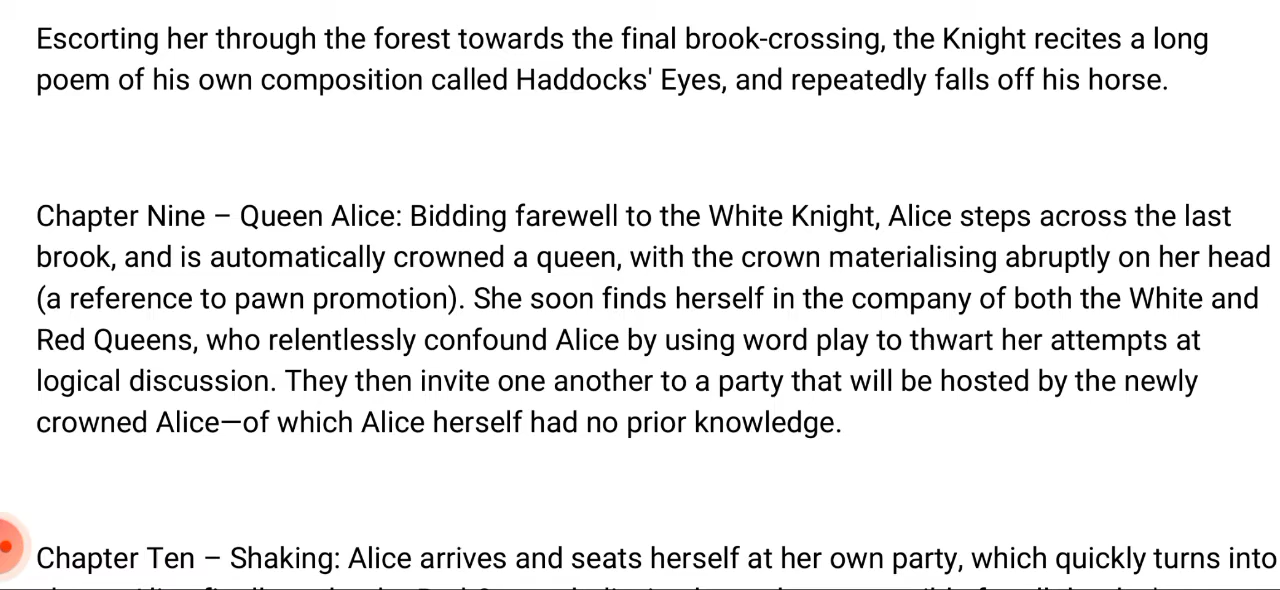 Escorting her through the forest towards the final brook-crossing, the Knight recites a long
poem of his own composition called Haddocks' Eyes, and repeatedly falls off his horse.
Chapter Nine – Queen Alice: Bidding farewell to the White Knight, Alice steps across the last
brook, and is automatically crowned a queen, with the crown materialising abruptly on her head
(a reference to pawn promotion). She soon finds herself in the company of both the White and
Red Queens, who relentlessly confound Alice by using word play to thwart her attempts at
logical discussion. They then invite one another to a party that will be hosted by the newly
crowned Alice—of which Alice herself had no prior knowledge.
Chapter Ten – Shaking: Alice arrives and seats herself at her own party, which quickly turns into